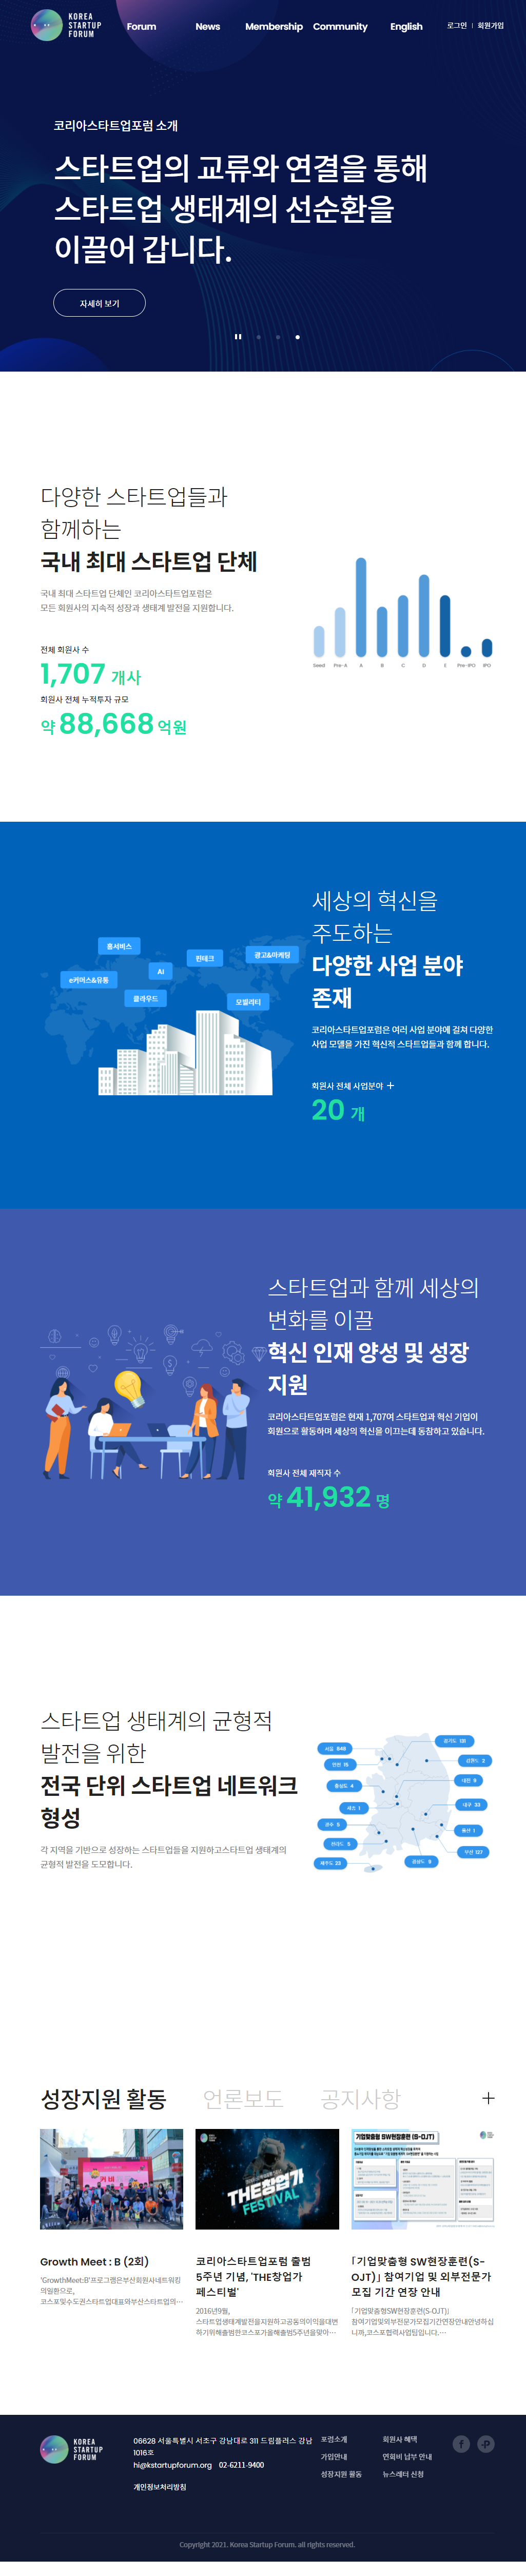 KOREA
STARTUP
FORUM
Forum
News
Membership
Community
English
로그인
회원가입
코리아스타트업포럼 소개
스타트업의 교류와 연결을 통해
스타트업 생태계의 선순환을
이끌어 갑니다.
자세히 보기
다양한 스타트업들과
함께하는
국내 최대 스타트업 단체
국내 최대 스타트업 단체인 코리아스타트업포럼은
모든 회원사의 지속적 성장과 생태계 발전을 지원합니다.
전체 회원사 수
1,707 개사
회원사 전체 누적투자 규모
약 88,668 억원
Seed Pre-A A B C D E Pre-IPO IPO
세상의 혁신을
주도하는
다양한 사업 분야
존재
코리아스타트업포럼은 여러 사업 분야에 걸쳐 다양한
사업 모델을 가진 혁신적 스타트업들과 함께 합니다.
회원사 전체 사업분야 +
20 개
홈서비스
핀테크
광고&마케팅
AI
e커머스&유통
클라우드
모빌리티
스타트업과 함께 세상의
변화를 이끌
혁신 인재 양성 및 성장
지원
코리아스타트업포럼은 현재 1,707여 스타트업과 혁신 기업이
회원으로 활동하며 세상의 혁신을 이끄는데 동참하고 있습니다.
회원사 전체 재직자 수
약 41,932 명
스타트업 생태계의 균형적
발전을 위한
전국 단위 스타트업 네트워크
형성
각 지역을 기반으로 성장하는 스타트업들을 지원하고스타트업 생태계의
균형적 발전을 도모합니다.
경기도 131
강원도 3
충청도 4
세종 1
대구 33
울산 1
부산 127
전라도 5
제주도 23
경상도 9
성장지원 활동
언론보도
공지사항
THE창업가
FESTIVAL
기업맞춤형 SW현장훈련 (S-OJT)
Growth Meet : B (2회)
'GrowthMeet:B'프로그램은부산회원사네트워킹
의일환으로,
코스포및수도권스타트업대표와부산스타트업의…
코리아스타트업포럼 출범
5주년 기념, 'THE창업가
페스티벌'
2016년9월,
스타트업생태계발전을지원하고공동의이익을대변
하기위해출범한코스포가올해출범5주년을맞아…
「기업맞춤형 SW현장훈련(S-
OJT)」 참여기업 및 외부전문가
모집 기간 연장 안내
「기업맞춤형SW현장훈련(S-OJT)」
참여기업및외부전문가모집기간연장안내안녕하십
니까,코스포협력사업팀입니다.…
KOREA
STARTUP
FORUM
06628 서울특별시 서초구 강남대로 311 드림플러스 강남
1016호
hi@kstartupforum.org 02-6211-9400
개인정보처리방침
포럼소개
가입안내
성장지원 활동
회원사 혜택
연회비 납부 안내
뉴스레터 신청
Copyright 2021. Korea Startup Forum. all rights reserved.